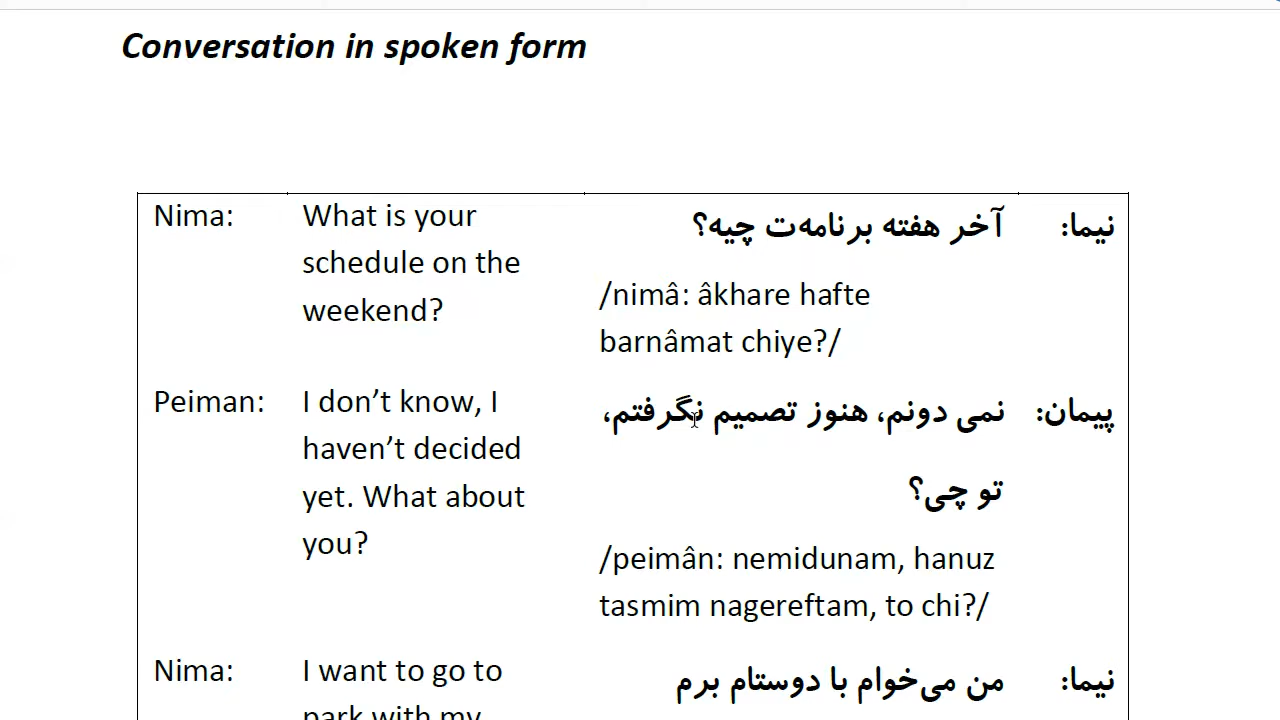 Conversation in spoken form
Nima:
What is your
schedule on the
weekend?
آخر هفته برنامه‌ت چیه؟
/nimâ: âkhare hafte
barnâmat chiye?/
نیما:
Peiman:
I don’t know, I
haven’t decided
yet. What about
you?
نمی دونم، هنوز تصمیم نگرفتم،
تو چی؟
/peimân: nemidunam, hanuz
tasmim nagereftam, to chi?/
پیمان:
Nima:
I want to go to
park with my
من می‌خوام با دوستام برم
نیما: